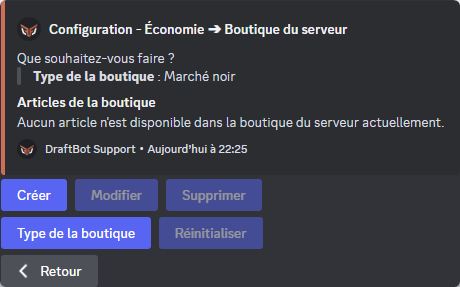 Configuration - Économie ➔ Boutique du serveur
Que souhaitez-vous faire ?
Type de la boutique : Marché noir
Articles de la boutique
Aucun article n'est disponible dans la boutique du serveur actuellement.
DraftBot Support • Aujourd'hui à 22:25
Créer Modifier Supprimer
Type de la boutique Réinitialiser
Retour